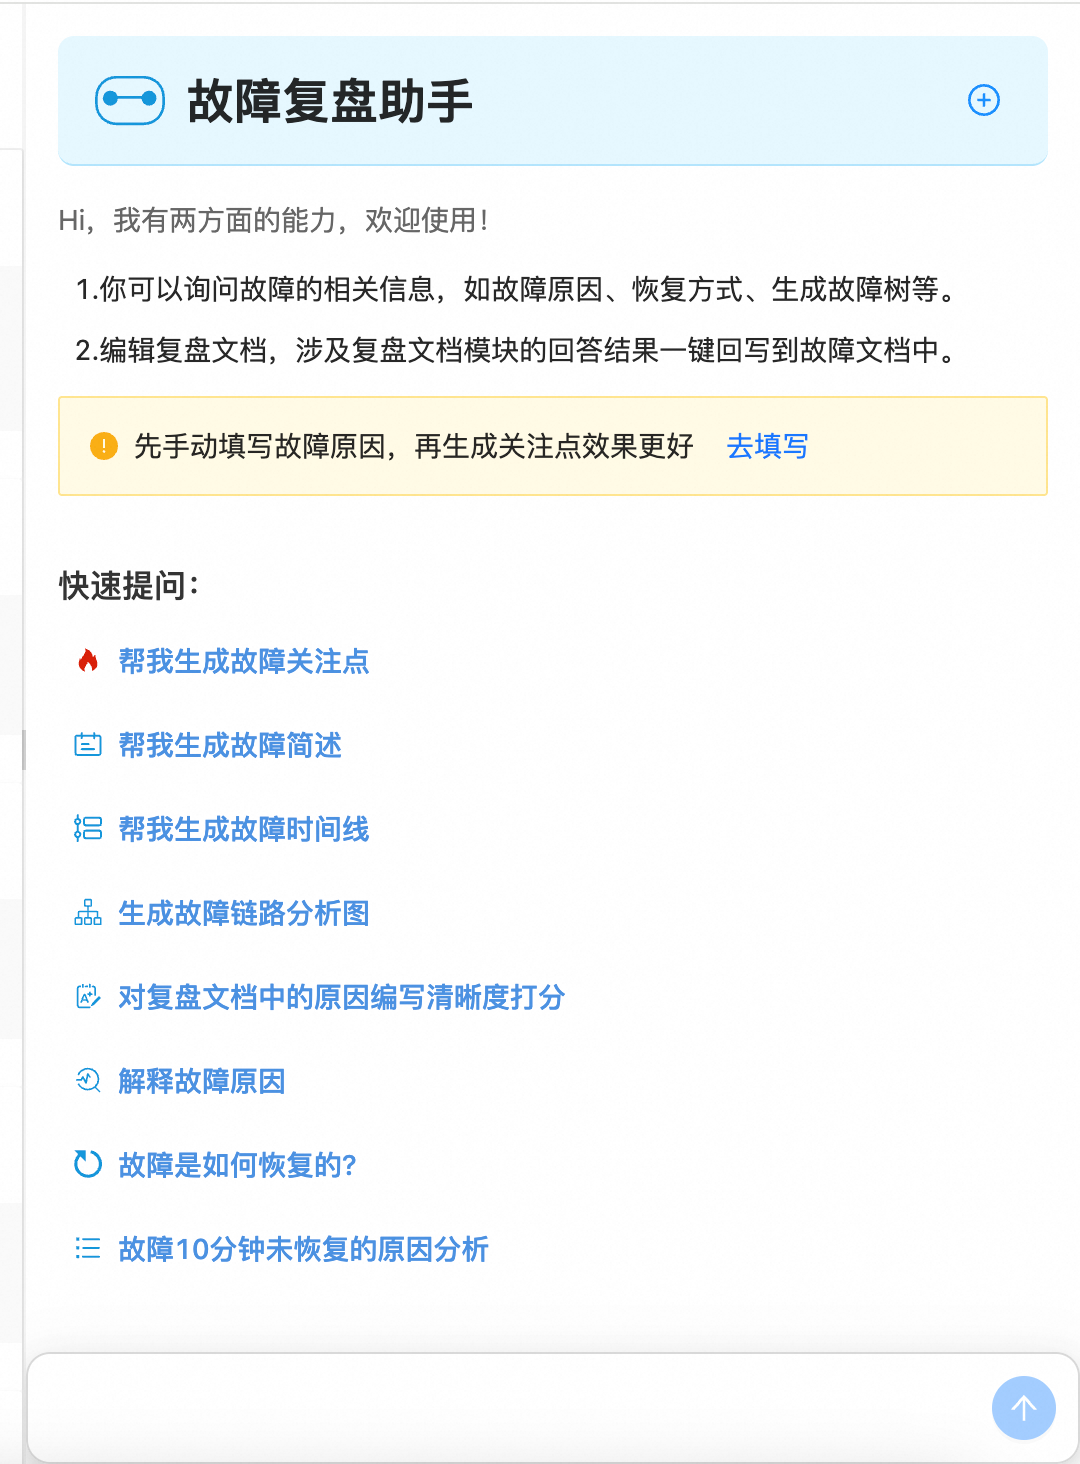 故障复盘助手
Hi，我有两方面的能力，欢迎使用！
1.你可以询问故障的相关信息，如故障原因、恢复方式、生成故障树等。
2.编辑复盘文档，涉及复盘文档模块的回答结果一键回写到故障文档中。
先手动填写故障原因，再生成关注点效果更好 去填写
快速提问：
帮我生成故障关注点
帮我生成故障简述
帮我生成故障时间线
生成故障链路分析图
对复盘文档中的原因编写清晰度打分
解释故障原因
故障是如何恢复的?
故障10分钟未恢复的原因分析